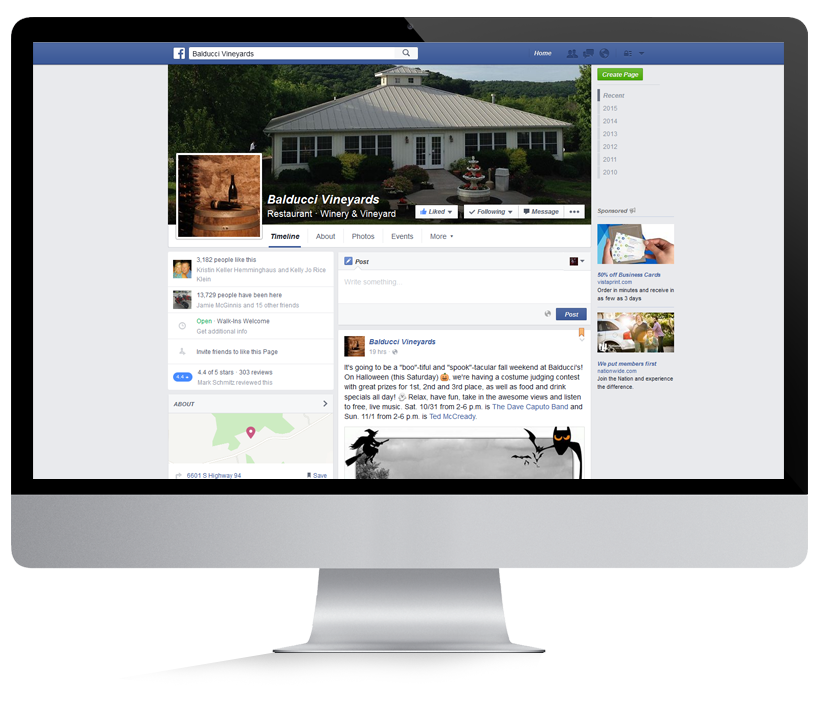 Balducci Vineyards
Home
Create Page
Recent
2015
2014
2013
2012
2011
2010
Balducci Vineyards
Restaurant · Winery & Vineyard
Liked
Following
Message
Timeline
About
Photos
Events
More
3,182 people like this
Kristin Keller Hemminghaus and Kelly Jo Rice
Klein
13,729 people have been here
Jamie McGinnis and 15 other friends
Open · Walk-Ins Welcome
Get additional info
Invite friends to like this Page
4.4
4.4 of 5 stars · 303 reviews
Mark Schmitz reviewed this
ABOUT
6601 S Highway 94
Save
Post
Write something...
Post
Balducci Vineyards
19 hrs ·
It's going to be a "boo"-tiful and "spook"-tacular fall weekend at Balducci's!
On Halloween (this Saturday) 🎃, we're having a costume judging contest
with great prizes for 1st, 2nd and 3rd place, as well as food and drink
specials all day! 👻 Relax, have fun, take in the awesome views and listen
to free, live music. Sat. 10/31 from 2-6 p.m. is The Dave Caputo Band and
Sun. 11/1 from 2-6 p.m. is Ted McCready.
Sponsored
50% off Business Cards
vistaprint.com
Order in minutes and receive in
as few as 3 days
We put members first
nationwide.com
Join the Nation and experience
the difference.